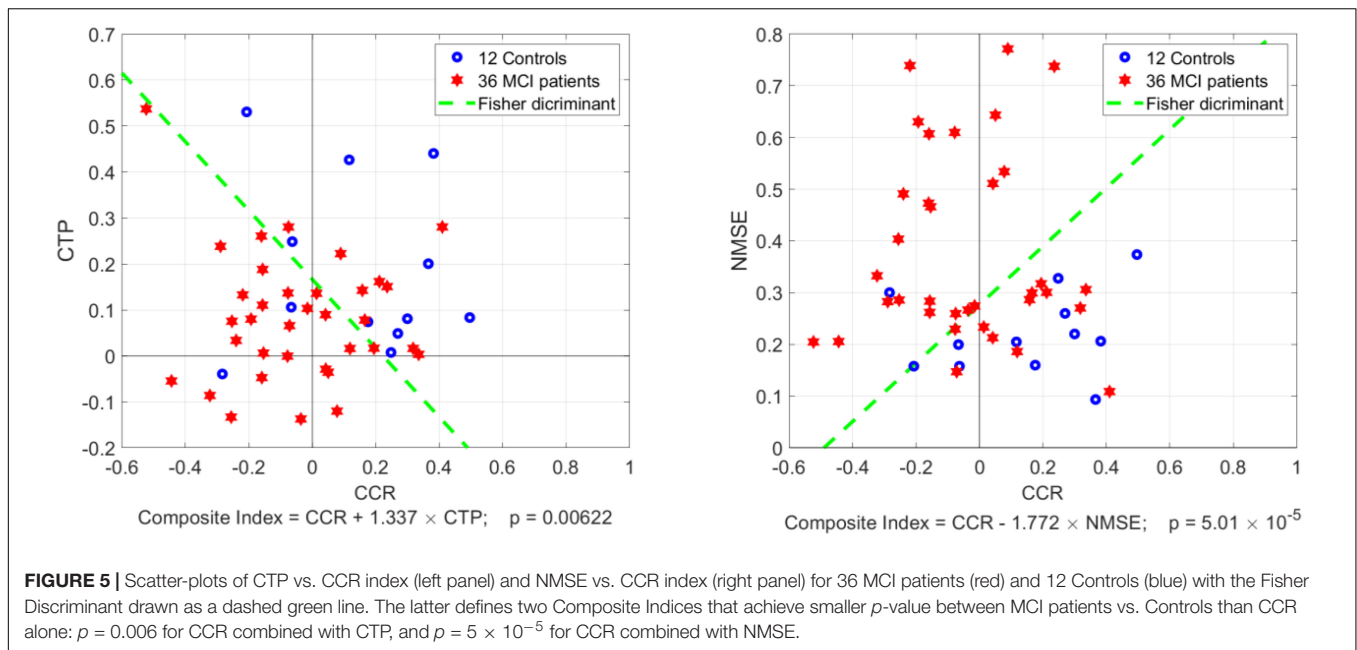 0.7
0.6
0.5
0.4
0.3
0.2
0.1
0
-0.1
-0.2
CTP
-0.6 -0.4 -0.2 0 0.2 0.4 0.6 0.8 1
CCR
12 Controls
36 MCI patients
Fisher dicriminant
Composite Index = CCR + 1.337 × CTP; p = 0.00622
0.8
0.7
0.6
0.5
0.4
0.3
0.2
0.1
0
NMSE
-0.6 -0.4 -0.2 0 0.2 0.4 0.6 0.8 1
CCR
12 Controls
36 MCI patients
Fisher dicriminant
Composite Index = CCR - 1.772 × NMSE; p = 5.01 × 10⁻⁵
FIGURE 5 | Scatter-plots of CTP vs. CCR index (left panel) and NMSE vs. CCR index (right panel) for 36 MCI patients (red) and 12 Controls (blue) with the Fisher
Discriminant drawn as a dashed green line. The latter defines two Composite Indices that achieve smaller p-value between MCI patients vs. Controls than CCR
alone: p = 0.006 for CCR combined with CTP, and p = 5 × 10⁻⁵ for CCR combined with NMSE.